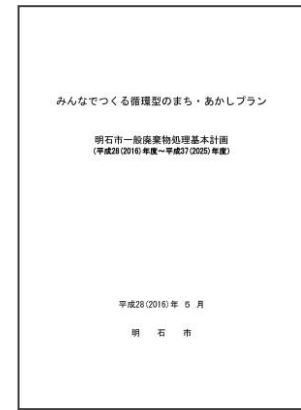 みんなでつくる循環型のまち・あかしプラン
明石市一般廃棄物処理基本計画
(平成28(2016)年度～平成37(2025)年度)
平成28(2016)年 5 月
明 石 市